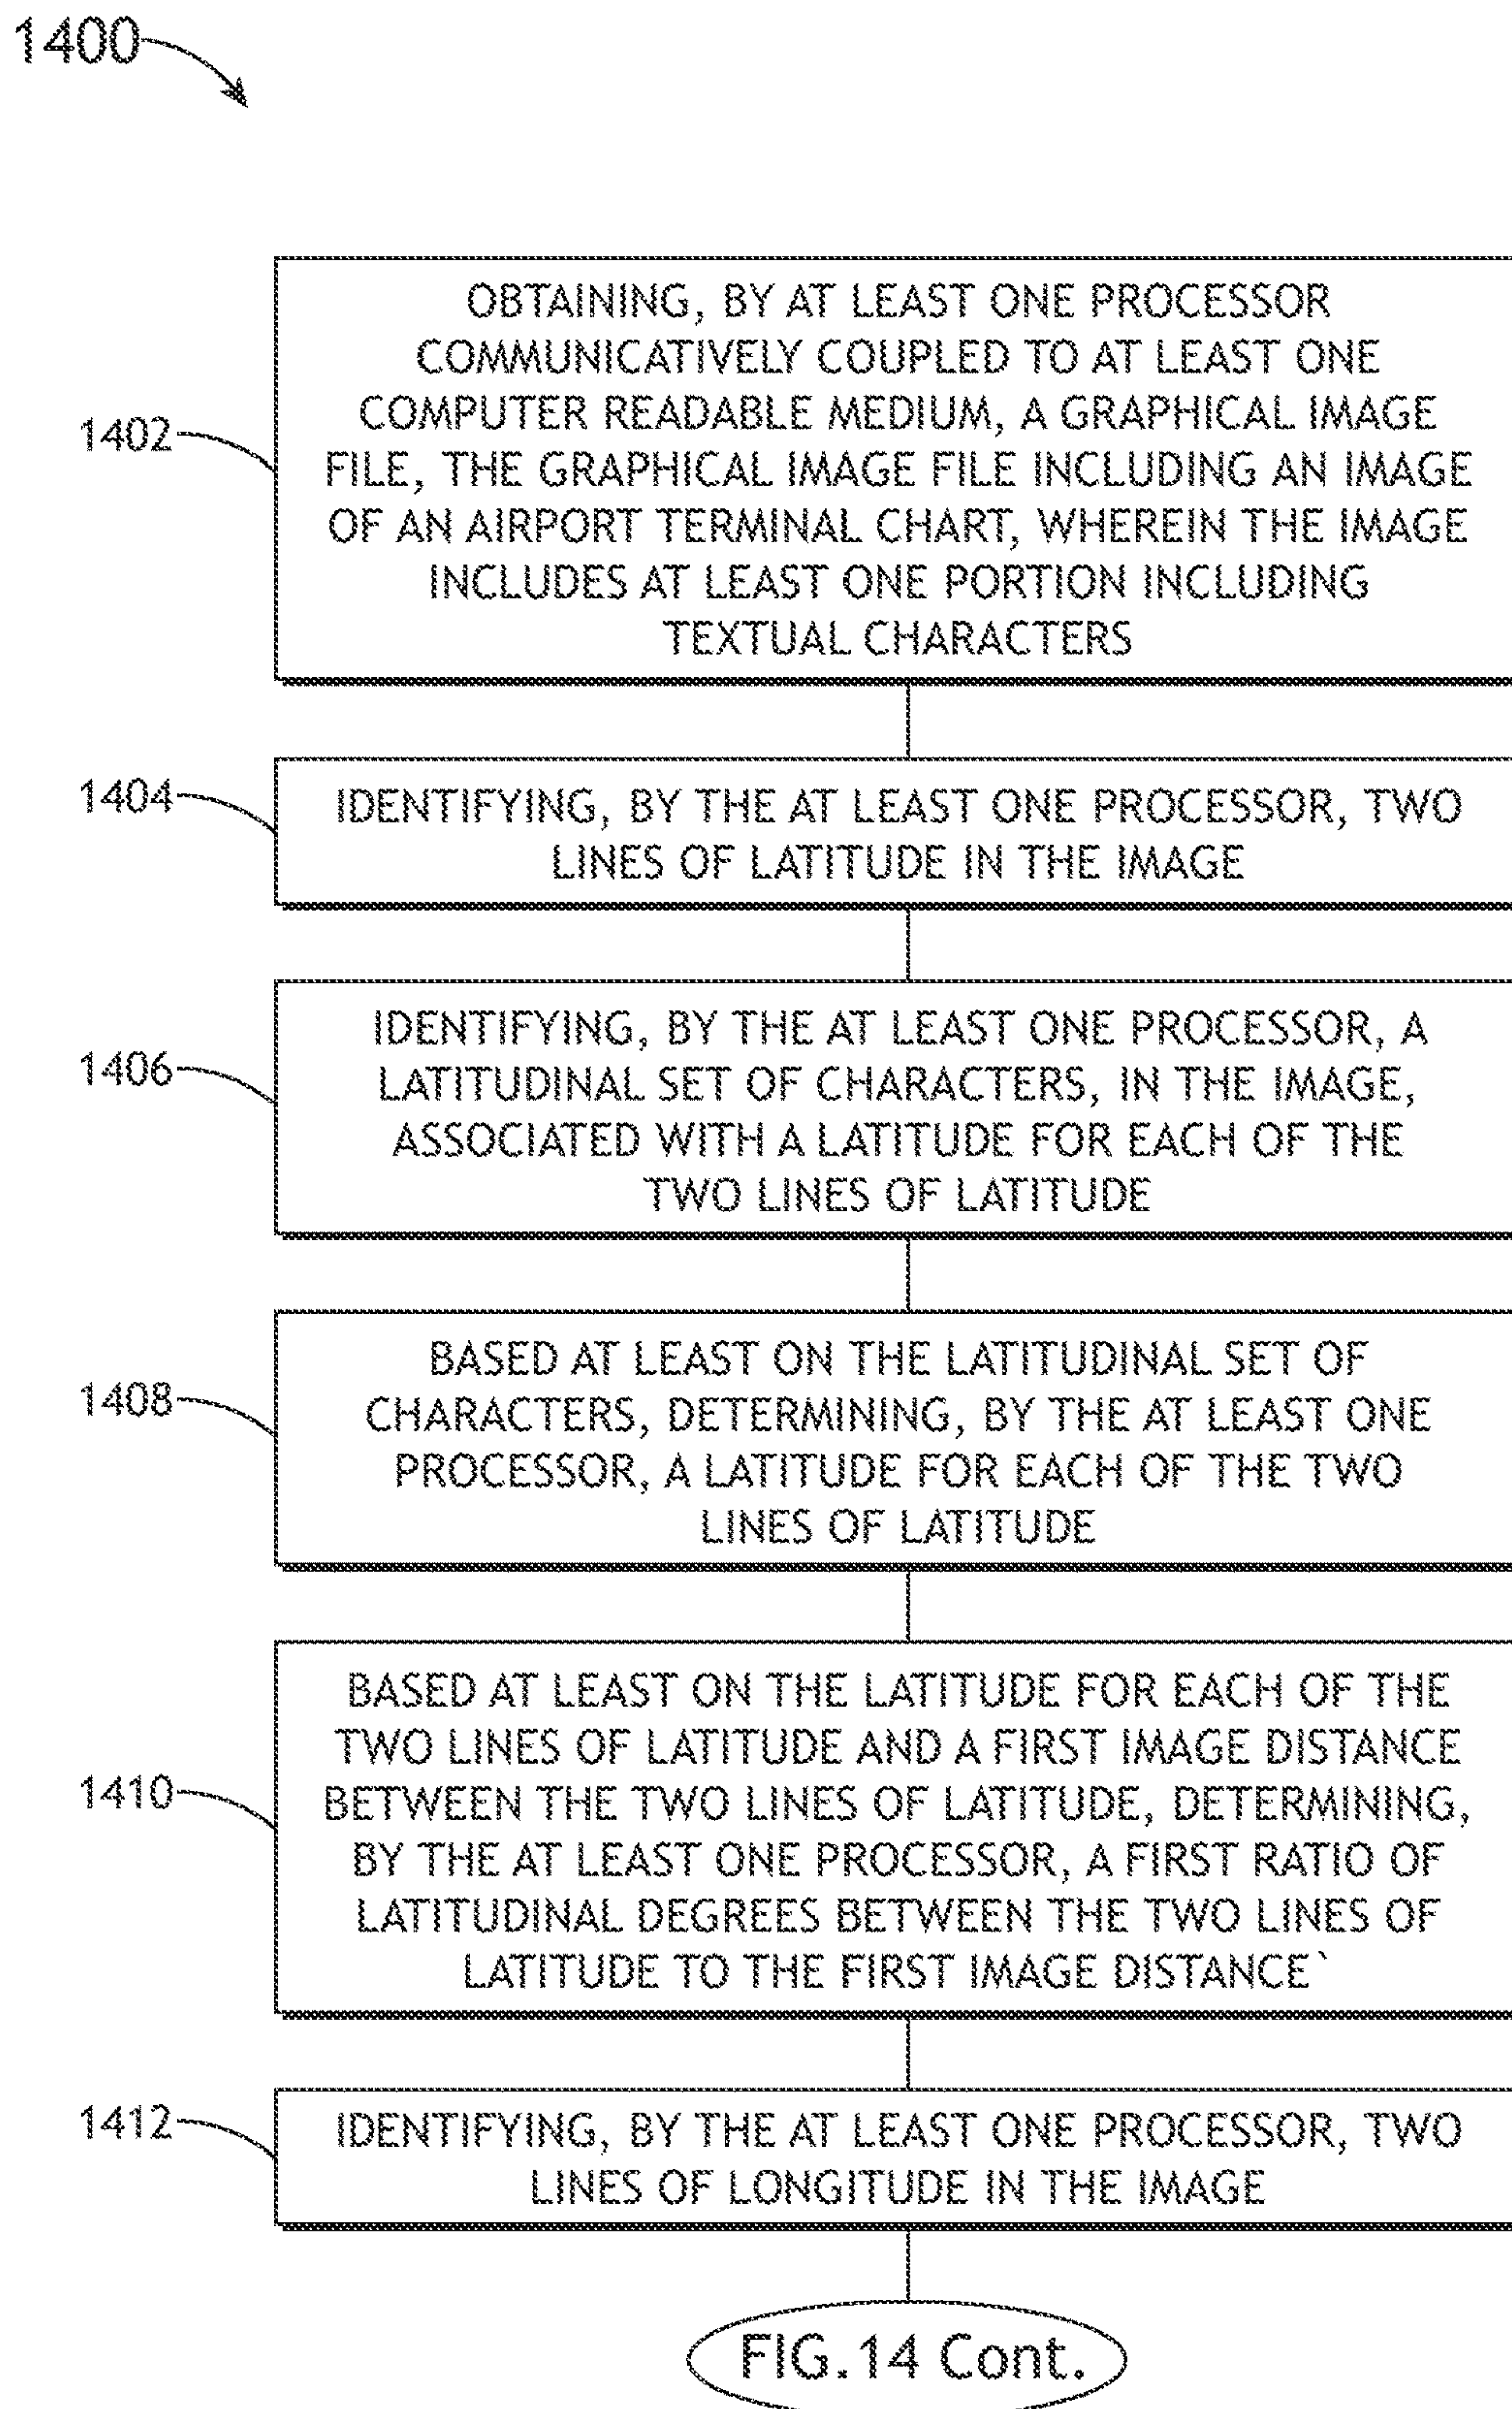 1400
OBTAINING, BY AT LEAST ONE PROCESSOR
COMMUNICATIVELY COUPLED TO AT LEAST ONE
COMPUTER READABLE MEDIUM, A GRAPHICAL IMAGE
FILE, THE GRAPHICAL IMAGE FILE INCLUDING AN IMAGE
OF AN AIRPORT TERMINAL CHART, WHEREIN THE IMAGE
INCLUDES AT LEAST ONE PORTION INCLUDING
TEXTUAL CHARACTERS
1402
IDENTIFYING, BY THE AT LEAST ONE PROCESSOR, TWO
LINES OF LATITUDE IN THE IMAGE
1404
IDENTIFYING, BY THE AT LEAST ONE PROCESSOR, A
LATITUDINAL SET OF CHARACTERS, IN THE IMAGE,
ASSOCIATED WITH A LATITUDE FOR EACH OF THE
TWO LINES OF LATITUDE
1406
BASED AT LEAST ON THE LATITUDINAL SET OF
CHARACTERS, DETERMINING, BY THE AT LEAST ONE
PROCESSOR, A LATITUDE FOR EACH OF THE TWO
LINES OF LATITUDE
1408
BASED AT LEAST ON THE LATITUDE FOR EACH OF THE
TWO LINES OF LATITUDE AND A FIRST IMAGE DISTANCE
BETWEEN THE TWO LINES OF LATITUDE, DETERMINING,
BY THE AT LEAST ONE PROCESSOR, A FIRST RATIO OF
LATITUDINAL DEGREES BETWEEN THE TWO LINES OF
LATITUDE TO THE FIRST IMAGE DISTANCE`
1410
IDENTIFYING, BY THE AT LEAST ONE PROCESSOR, TWO
LINES OF LONGITUDE IN THE IMAGE
1412
FIG.14 Cont.